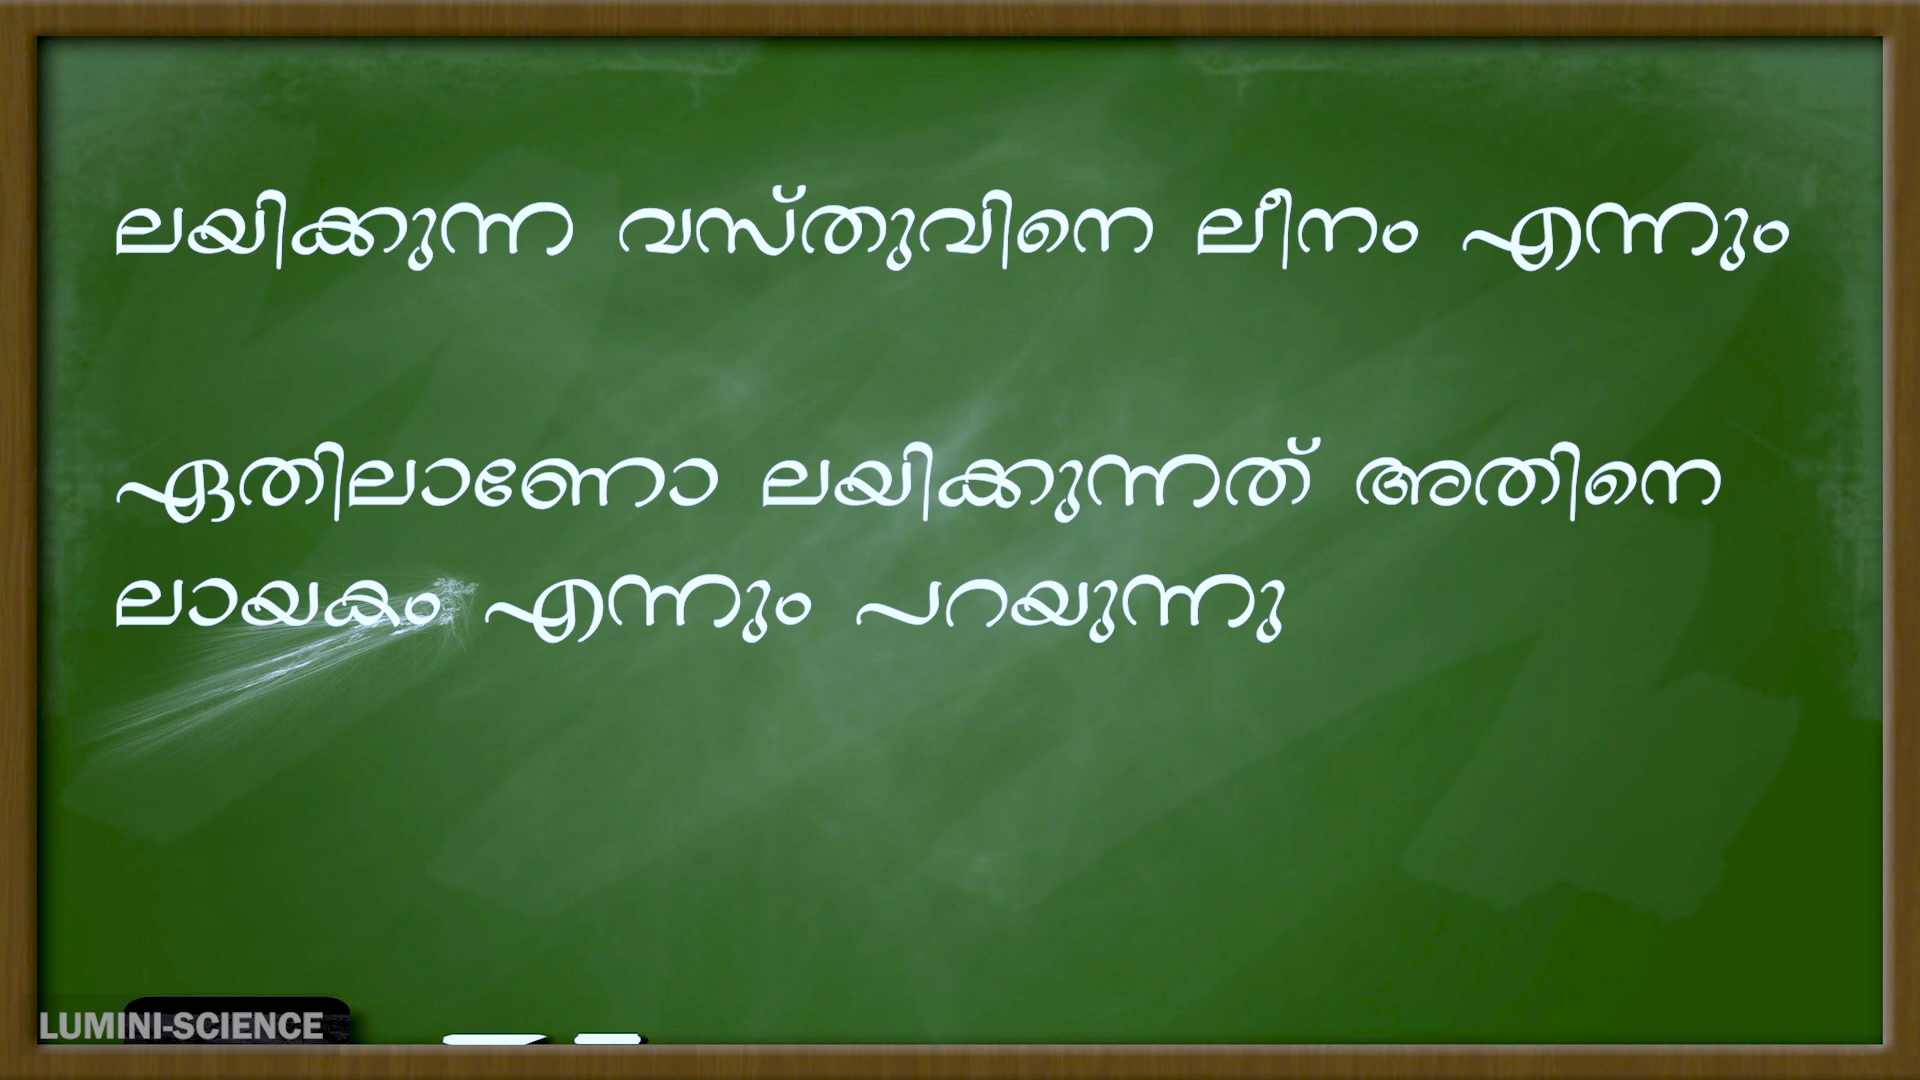 ലയിക്കുന്ന വസ്തുവിനെ ലീനം എന്നും
ഏതിലാണോ ലയിക്കുന്നത് അതിനെ
ലായകം എന്നും പറയുന്നു
LUMINI-SCIENCE